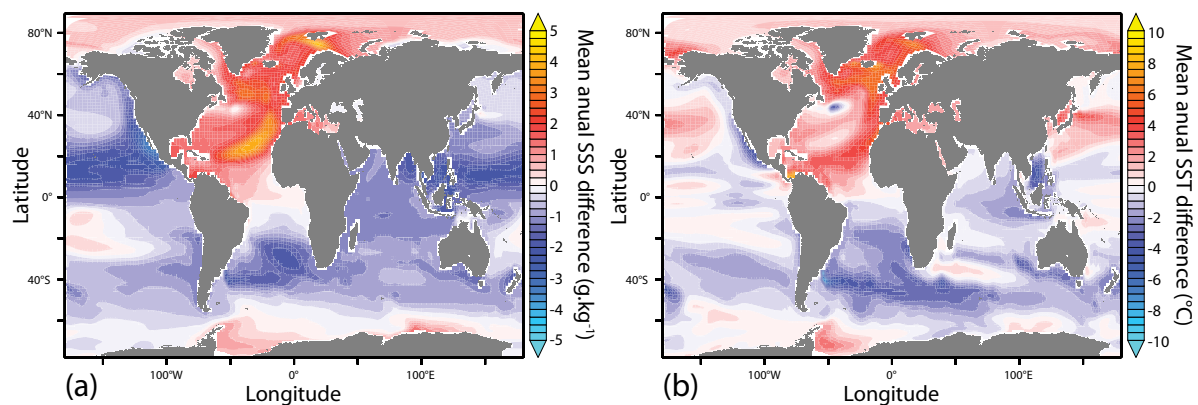 80°N
40°N
0°
40°S
Latitude
100°W
0°
100°E
Longitude
(a)
5
4
3
2
1
0
-1
-2
-3
-4
-5
Mean anual SSS difference (g.kg⁻¹)
80°N
40°N
0°
40°S
Latitude
100°W
0°
100°E
Longitude
(b)
10
8
6
4
2
0
-2
-4
-6
-8
-10
Mean anual SST difference (°C)